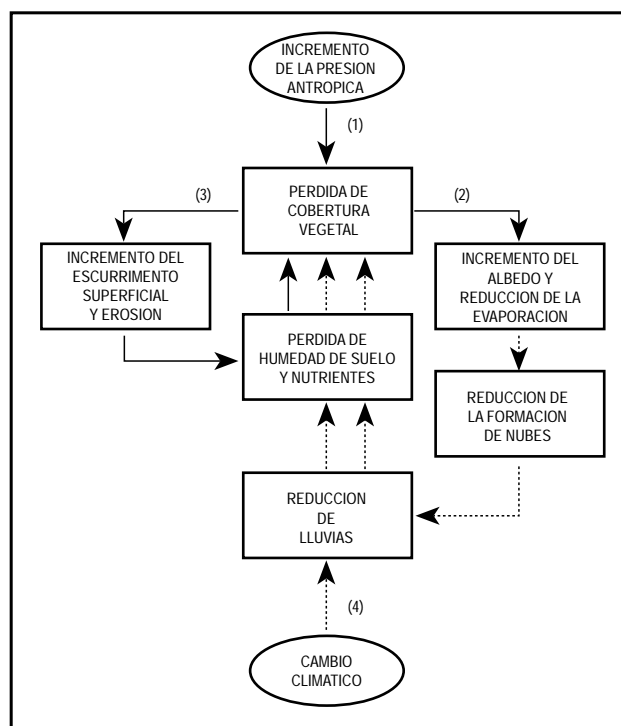 INCREMENTO
DE LA PRESION
ANTROPICA
(1)
PERDIDA DE
COBERTURA
VEGETAL
(3)
(2)
INCREMENTO DEL
ESCURRIMENTO
SUPERFICIAL
Y EROSION
INCREMENTO DEL
ALBEDO Y
REDUCCION DE LA
EVAPORACION
PERDIDA DE
HUMEDAD DE SUELO
Y NUTRIENTES
REDUCCION DE
LA FORMACION
DE NUBES
REDUCCION
DE
LLUVIAS
(4)
CAMBIO
CLIMATICO